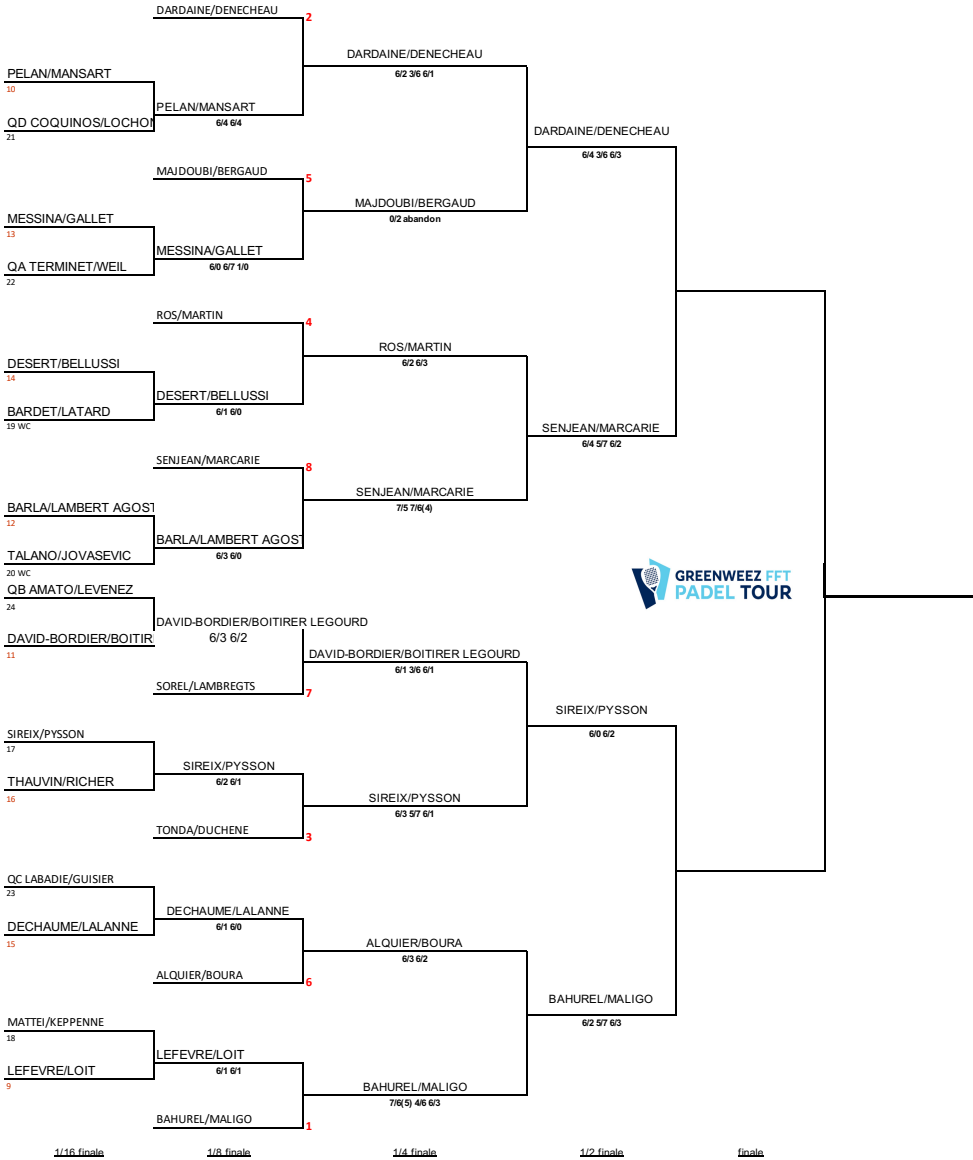 DARDAINE/DENECHEAU
2
DARDAINE/DENECHEAU
6/2 3/6 6/1
PELAN/MANSART
10
PELAN/MANSART
6/4 6/4
QD COQUINOS/LOCHON
21
DARDAINE/DENECHEAU
6/4 3/6 6/3
MAJDOUBI/BERGAUD
5
MAJDOUBI/BERGAUD
0/2 abandon
MESSINA/GALLET
13
MESSINA/GALLET
6/0 6/7 1/0
QA TERMINET/WEIL
22
ROS/MARTIN
4
ROS/MARTIN
6/2 6/3
DESERT/BELLUSSI
14
DESERT/BELLUSSI
6/1 6/0
BARDET/LATARD
19 WC
SENJEAN/MARCARIE
6/4 5/7 6/2
SENJEAN/MARCARIE
8
SENJEAN/MARCARIE
7/5 7/6(4)
BARLA/LAMBERT AGOST
12
BARLA/LAMBERT AGOST
6/3 6/0
TALANO/JOVASEVIC
20 WC
GREENWEEZ FFT
PADEL TOUR
QB AMATO/LEVENEZ
24
DAVID-BORDIER/BOITIRER LEGOURD
6/3 6/2
DAVID-BORDIER/BOITIR
11
DAVID-BORDIER/BOITIRER LEGOURD
6/1 3/6 6/1
SOREL/LAMBREGTS
7
SIREIX/PYSSON
6/0 6/2
SIREIX/PYSSON
17
SIREIX/PYSSON
6/2 6/1
THAUVIN/RICHER
16
SIREIX/PYSSON
6/3 5/7 6/1
TONDA/DUCHENE
3
QC LABADIE/GUISIER
23
DECHAUME/LALANNE
6/1 6/0
DECHAUME/LALANNE
15
ALQUIER/BOURA
6/3 6/2
ALQUIER/BOURA
6
BAHUREL/MALIGO
6/2 5/7 6/3
MATTEI/KEPPENNE
18
LEFEVRE/LOIT
6/1 6/1
LEFEVRE/LOIT
9
BAHUREL/MALIGO
7/6(5) 4/6 6/3
BAHUREL/MALIGO
1
1/16 finale
1/8 finale
1/4 finale
1/2 finale
finale